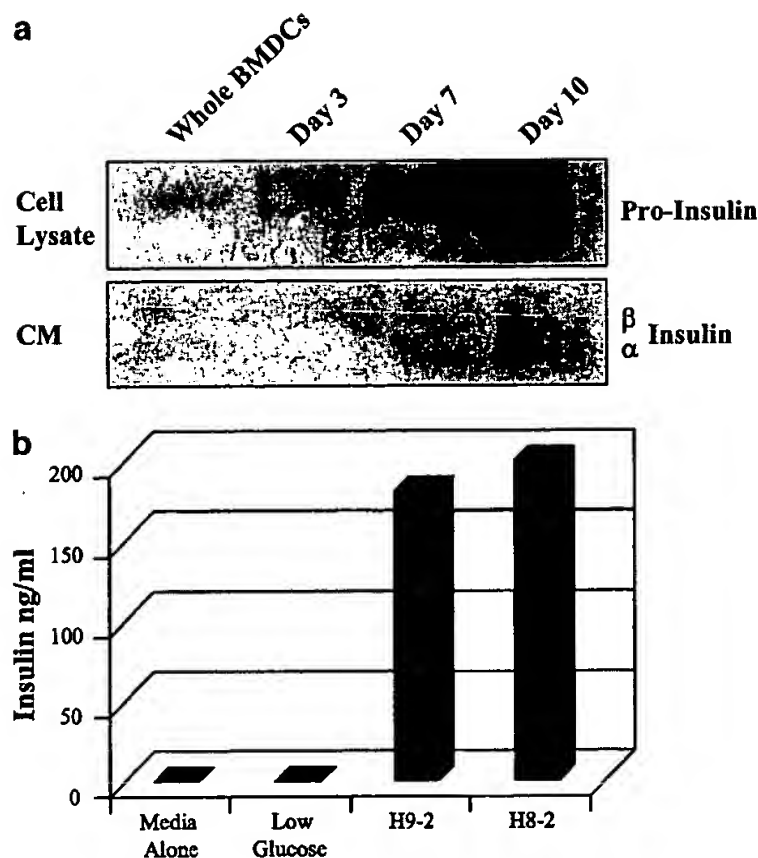 a
Whole BMDCs
Day 3
Day 7
Day 10
Cell
Lysate
Pro-Insulin
CM
β
α
Insulin
b
Insulin ng/ml
200
150
100
50
0
Media
Alone
Low
Glucose
H9-2
H8-2